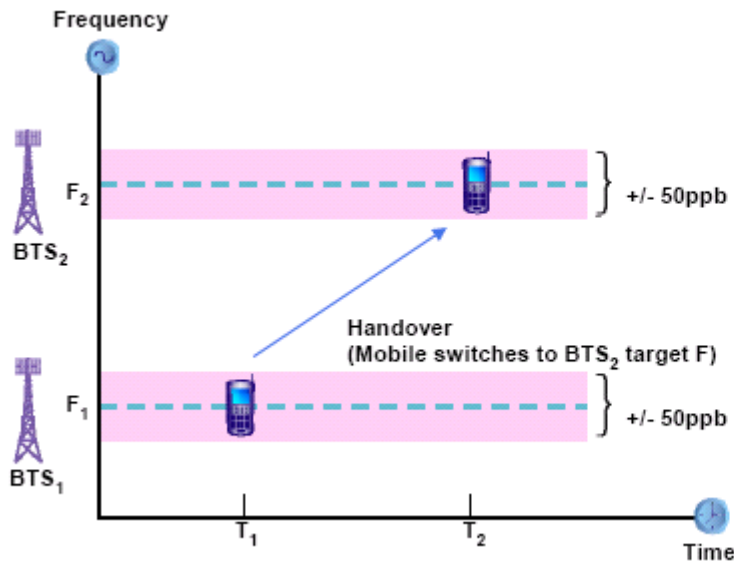 Frequency
F₂
+/- 50ppb
BTS₂
Handover
(Mobile switches to BTS₂ target F)
F₁
+/- 50ppb
BTS₁
T₁
T₂
Time